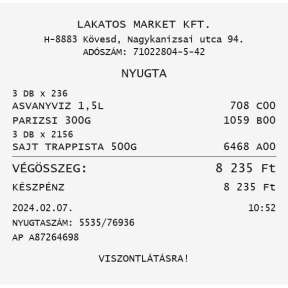 LAKATOS MARKET KFT.
H-8883 Kövesd, Nagykanizsai utca 94.
ADÓSZÁM: 71022804-5-42
NYUGTA
3 DB x 236
ASVANYVIZ 1,5L 708 C00
PARIZSI 300G 1059 B00
3 DB x 2156
SAJT TRAPPISTA 500G 6468 A00
VÉGÖSSZEG: 8 235 Ft
KÉSZPÉNZ 8 235 Ft
2024.02.07. 10:52
NYUGTASZÁM: 5535/76936
AP A87264698
VISZONTLÁTÁSRA!